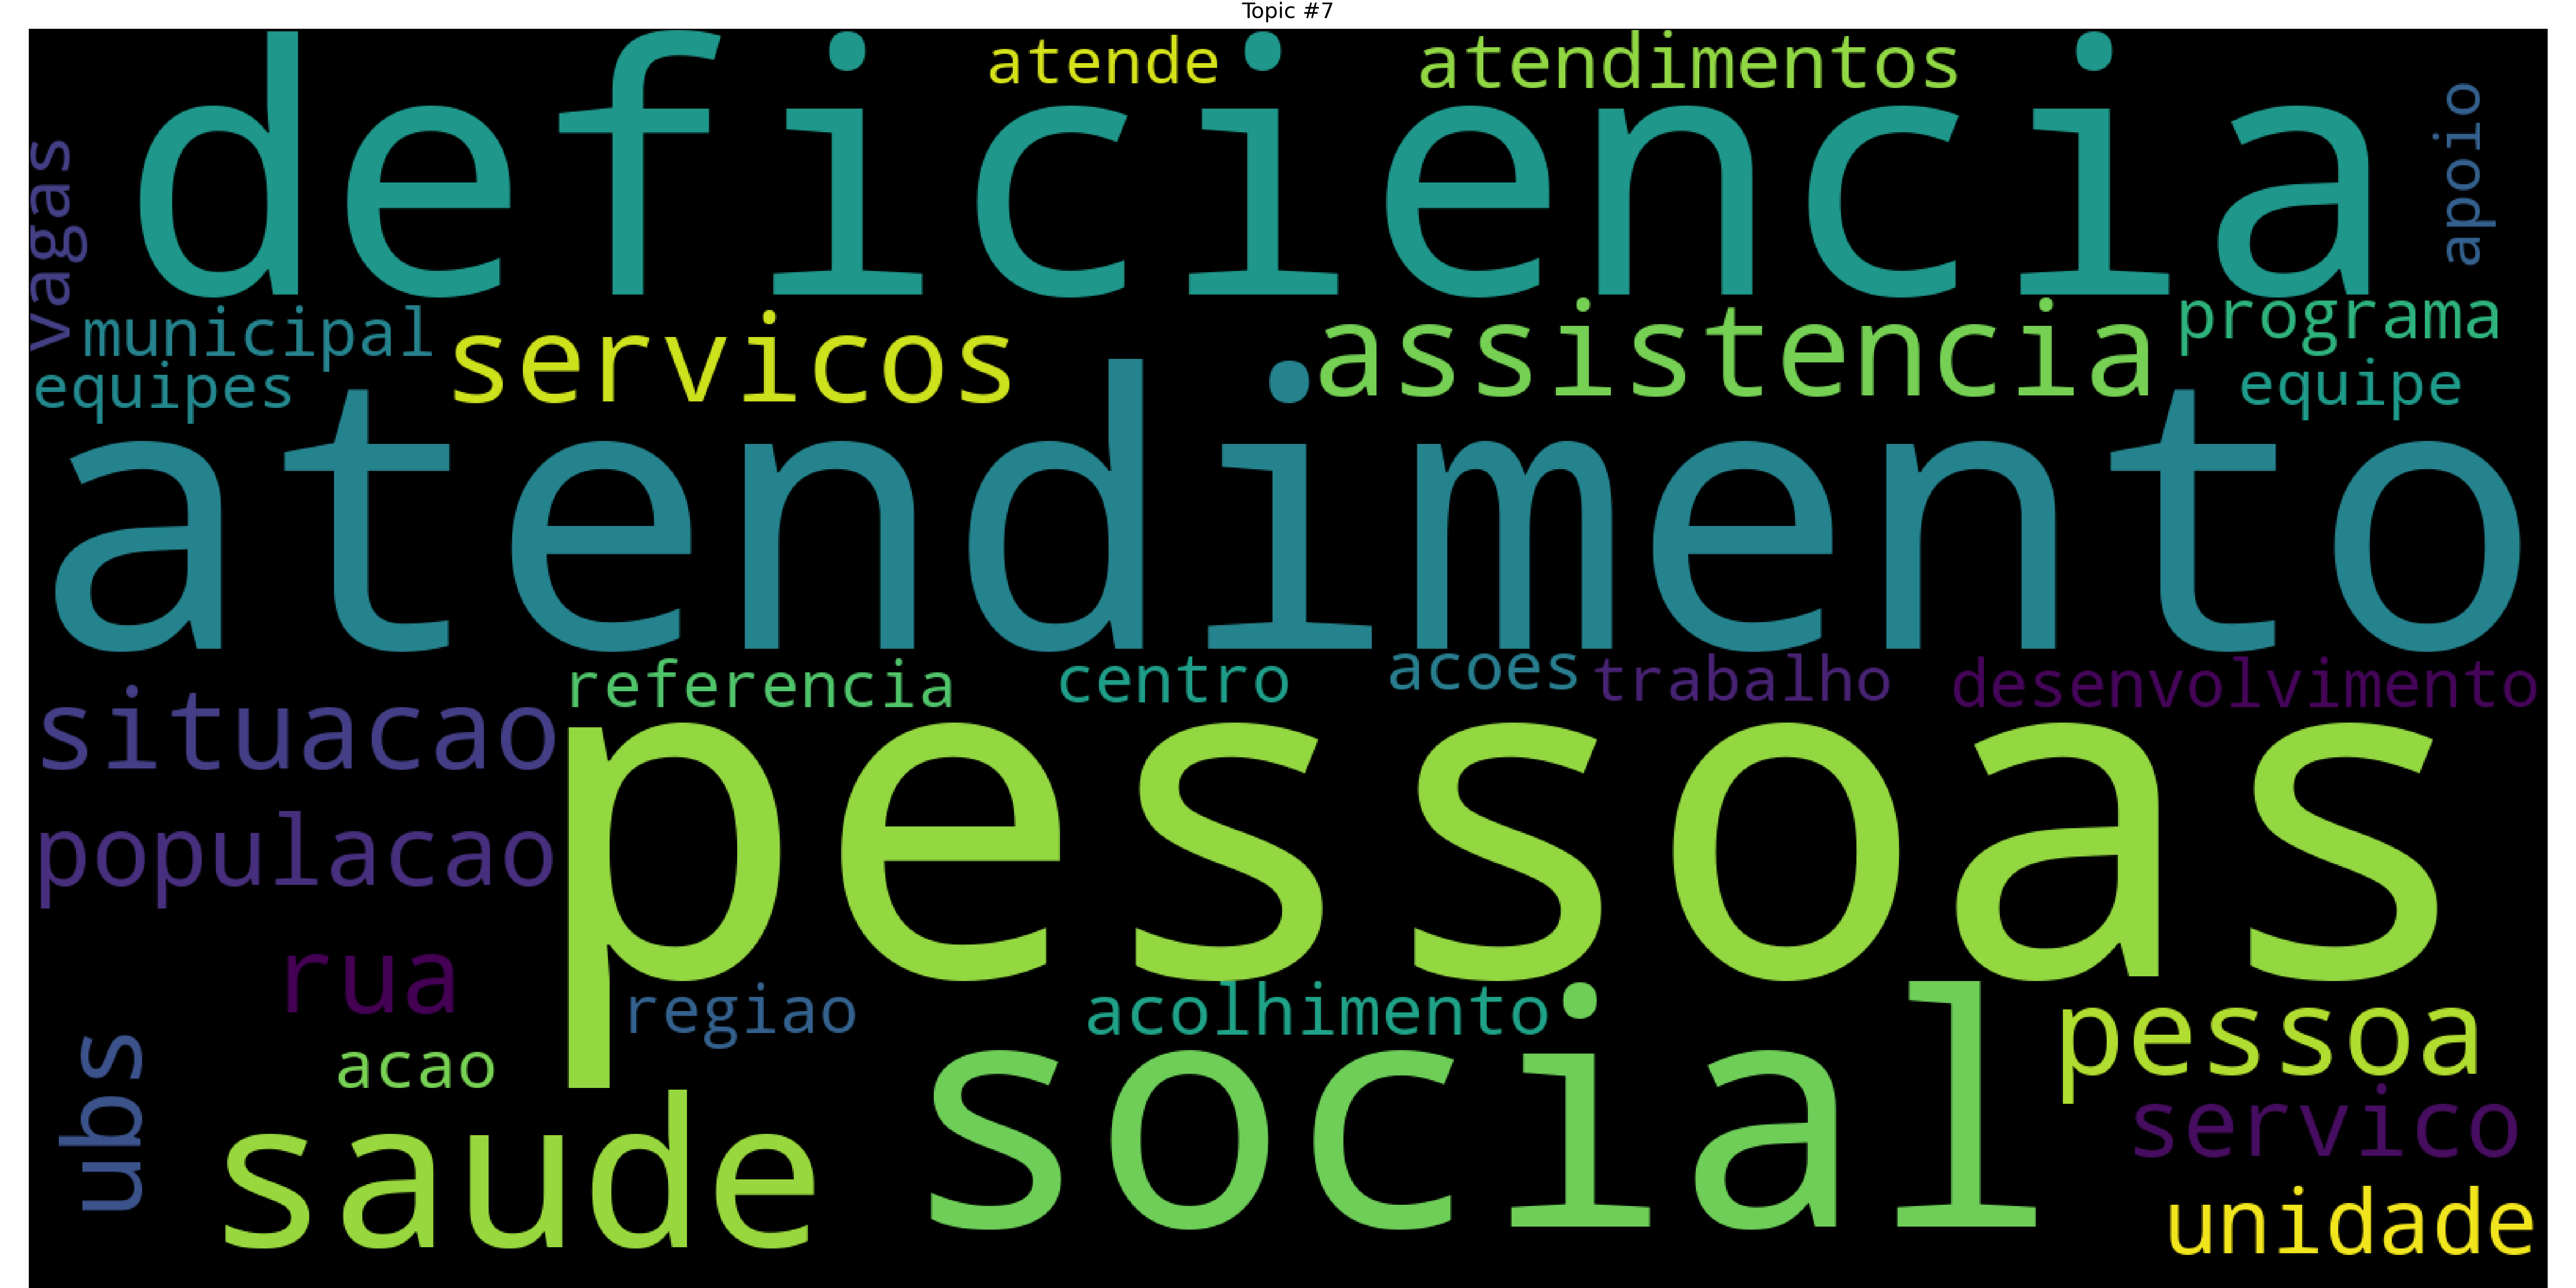 Topic #7
atende
atendimentos
deficiencia
vagas
apoio
municipal
servicos
assistencia
programa
equipes
equipe
atendimento
referencia
centro
acoes
trabalho
desenvolvimento
situacao
pessoas
populacao
rua
regiao
acolhimento
pessoa
ubs
acao
social
servico
saude
unidade